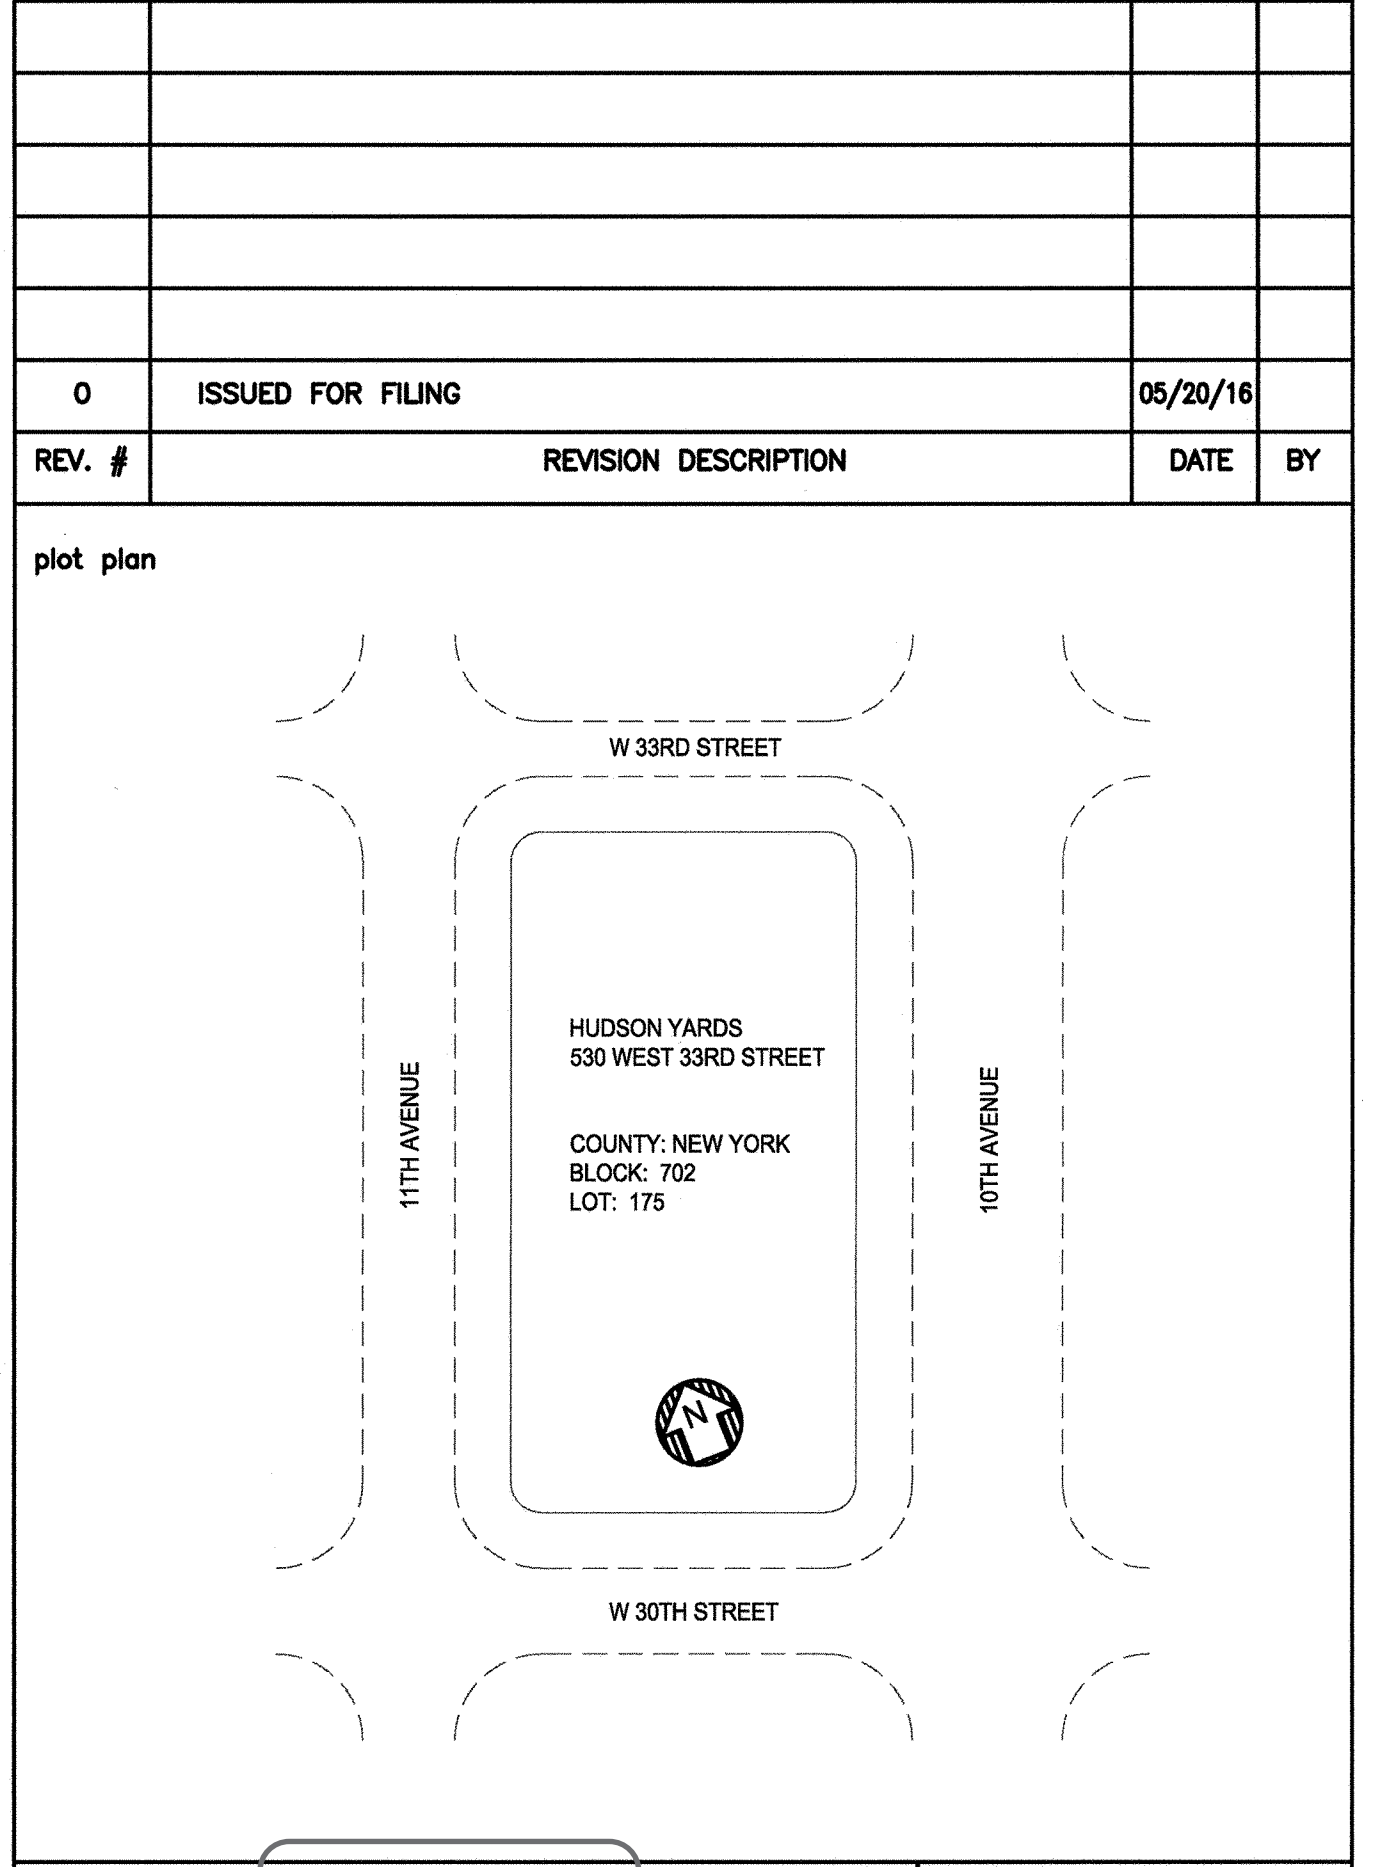 0 ISSUED FOR FILING 05/20/16
REV. # REVISION DESCRIPTION DATE BY
plot plan
W 33RD STREET
11TH AVENUE
HUDSON YARDS
530 WEST 33RD STREET
COUNTY: NEW YORK
BLOCK: 702
LOT: 175
10TH AVENUE
N
W 30TH STREET